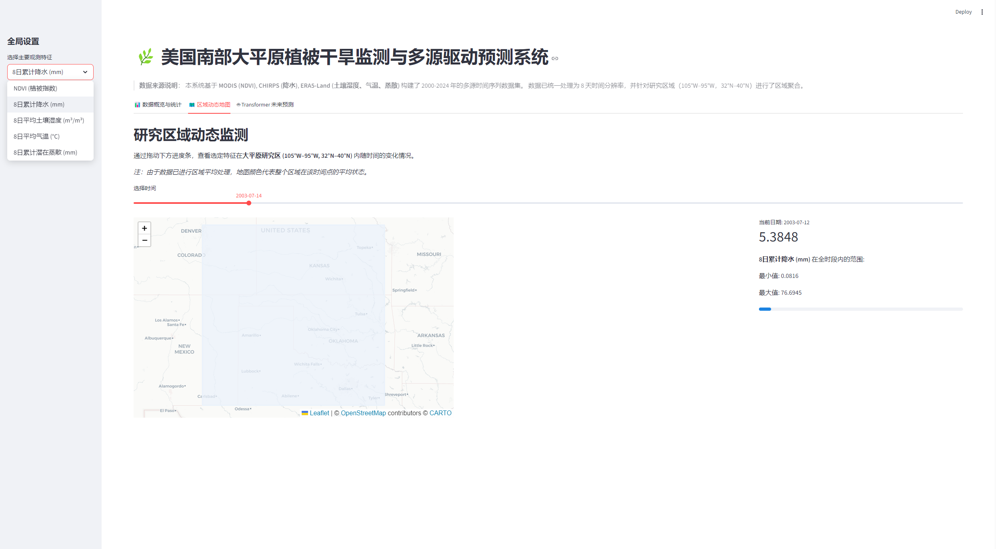 Deploy
全局设置
选择主要观测特征
8日累计降水 (mm)
NDVI (植被指数)
8日累计降水 (mm)
8日平均土壤湿度 (m³/m³)
8日平均气温 (°C)
8日累计潜在蒸散 (mm)
美国南部大平原植被干旱监测与多源驱动预测系统
数据来源说明： 本系统基于 MODIS (NDVI), CHIRPS (降水), ERA5-Land (土壤湿度、气温、蒸散) 构建了 2000-2024 年的多源时间序列数据集。 数据已统一处理为 8 天时间分辨率，并针对研究区域（105°W–95°W，32°N–40°N）进行了区域聚合。
数据概览与统计 区域动态地图 Transformer 未来预测
研究区域动态监测
通过拖动下方进度条，查看选定特征在大平原研究区 (105°W–95°W, 32°N–40°N) 内随时间的变化情况。
注：由于数据已进行区域平均处理，地图颜色代表整个区域在该时间点的平均状态。
选择时间
2003-07-14
+
−
DENVER
UNITED STATES
Topeka
COLORADO
MISSOURI
KANSAS
Wichita
Springfield
Tulsa
Los Alamos
Santa Fe
Oklahoma City
Amarillo
ARKANSAS
Albuquerque
OKLAHOMA
NEW
MEXICO
Little Rock
Wichita Falls
Lubbock
Alamogordo
Dallas
Shreveport
Carlsbad
Abilene
Tyler
El Paso
Odessa
Leaflet | © OpenStreetMap contributors © CARTO
当前日期: 2003-07-12
5.3848
8日累计降水 (mm) 在全时段内的范围:
最小值: 0.0816
最大值: 76.6945